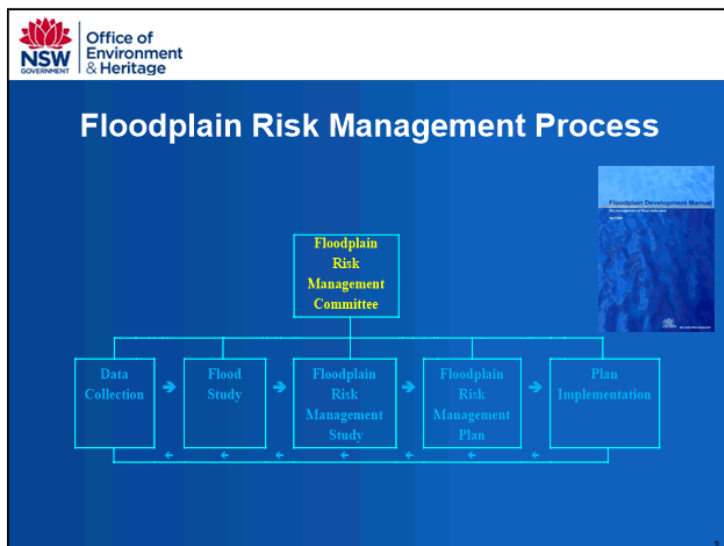 NSW
GOVERNMENT
Office of
Environment
& Heritage
Floodplain Risk Management Process
Floodplain Development Manual
Floodplain
Risk
Management
Committee
Data
Collection
Flood
Study
Floodplain
Risk
Management
Study
Floodplain
Risk
Management
Plan
Plan
Implementation